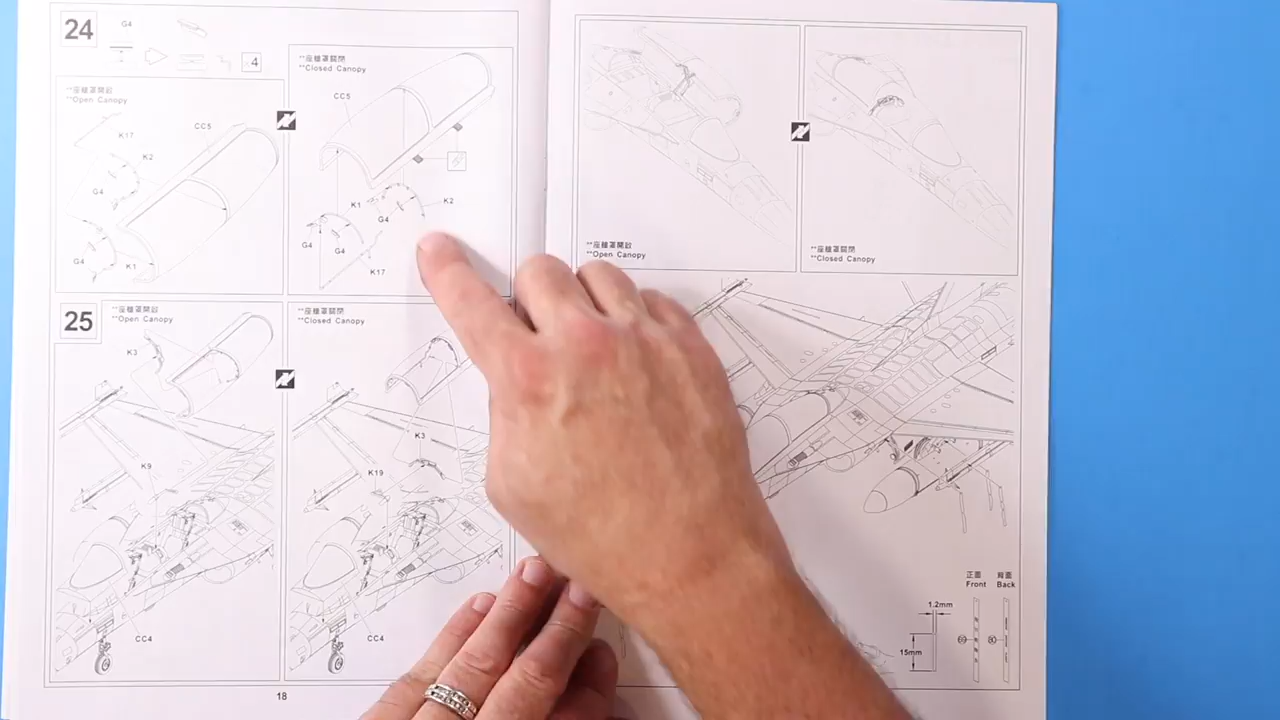 24
G4
x4
**座艙罩開啟
**Open Canopy
K17
CC5
K2
G4
G4
K1
**座艙罩關閉
**Closed Canopy
CC5
K1
K2
G4
G4
G4
K17
25
**座艙罩開啟
**Open Canopy
K3
K9
CC4
**座艙罩關閉
**Closed Canopy
K3
K19
CC4
18
**座艙罩開啟
**Open Canopy
**座艙罩關閉
**Closed Canopy
正面
Front
背面
Back
1.2mm
15mm